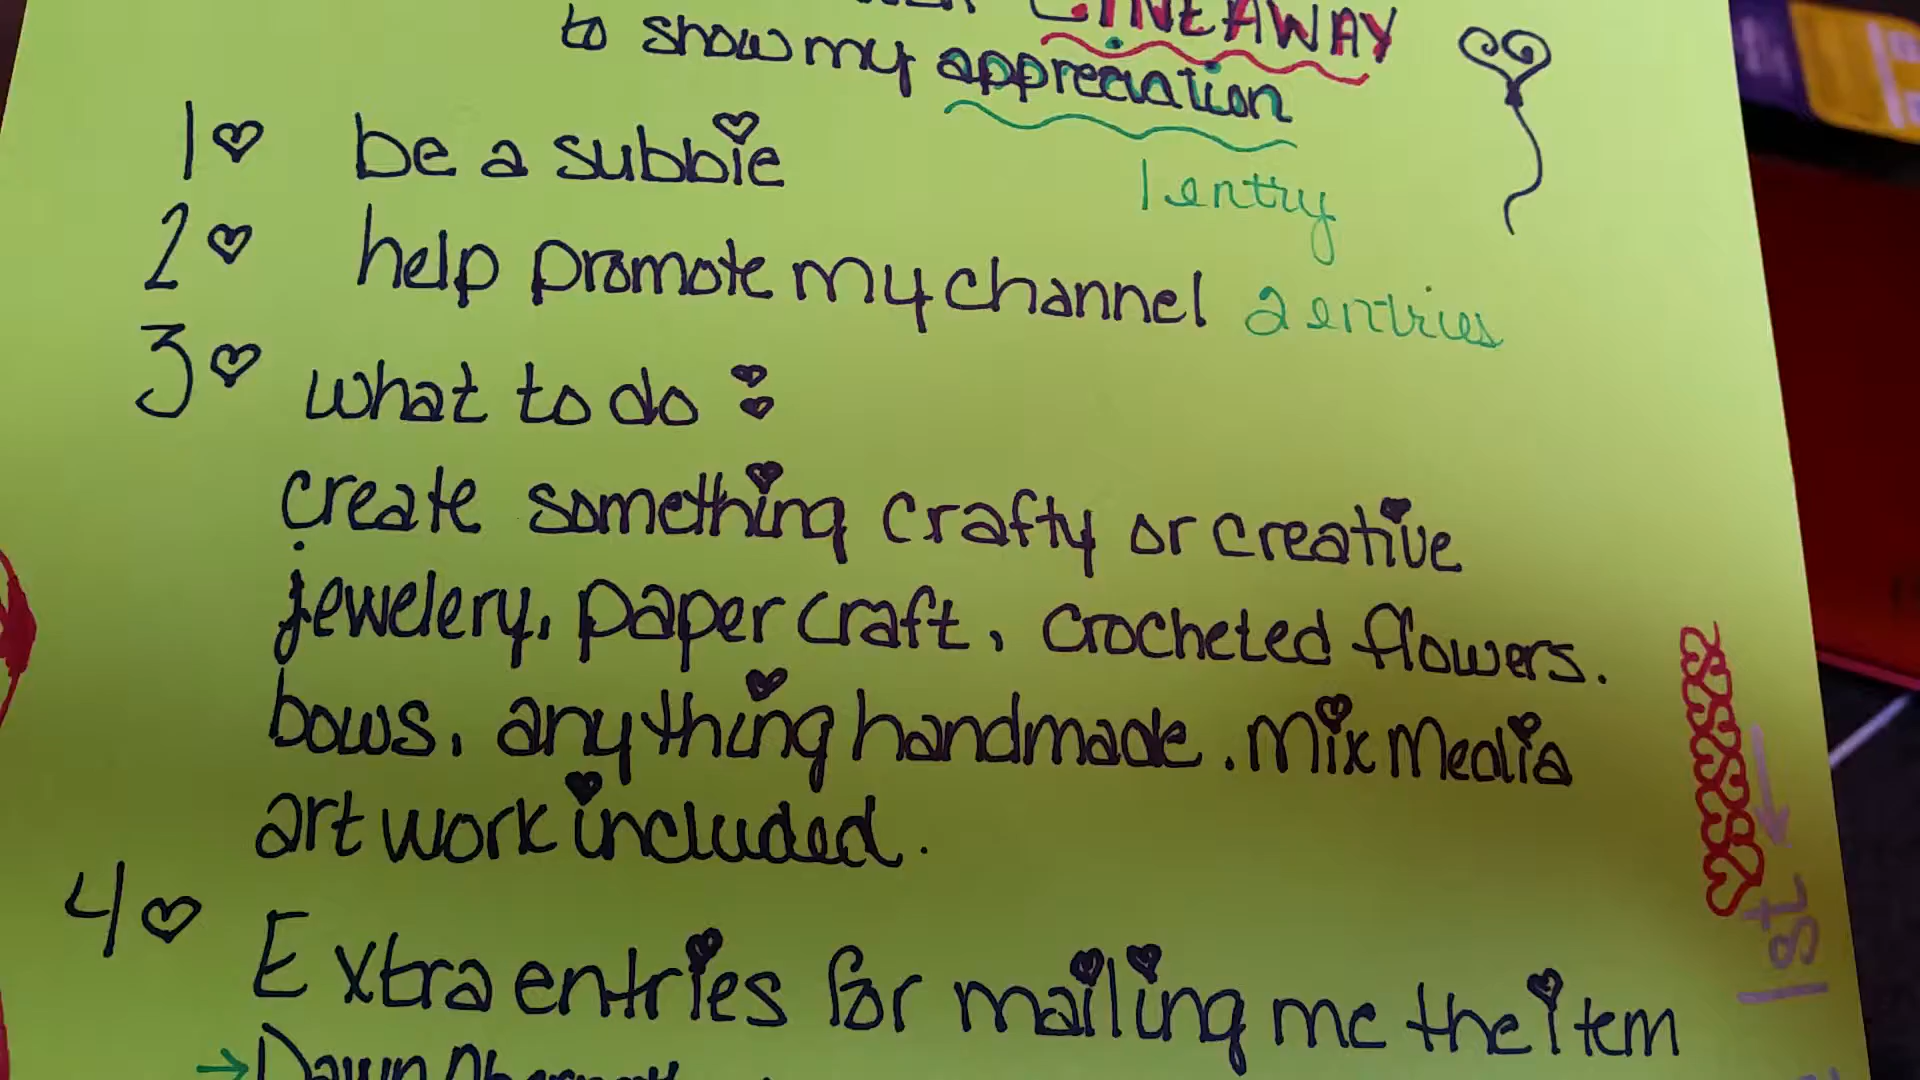 GIVEAWAY
to show my appreciation
1♡ be a subbie 1 entry
2♡ help promote my channel 2 entries
3♡ what to do :
create something crafty or creative
jewelery, paper craft, crocheted flowers.
bows, anything handmade. Mix Media
art work included.
4♡ Extra entries for mailing me the item
→ Dawn
1st